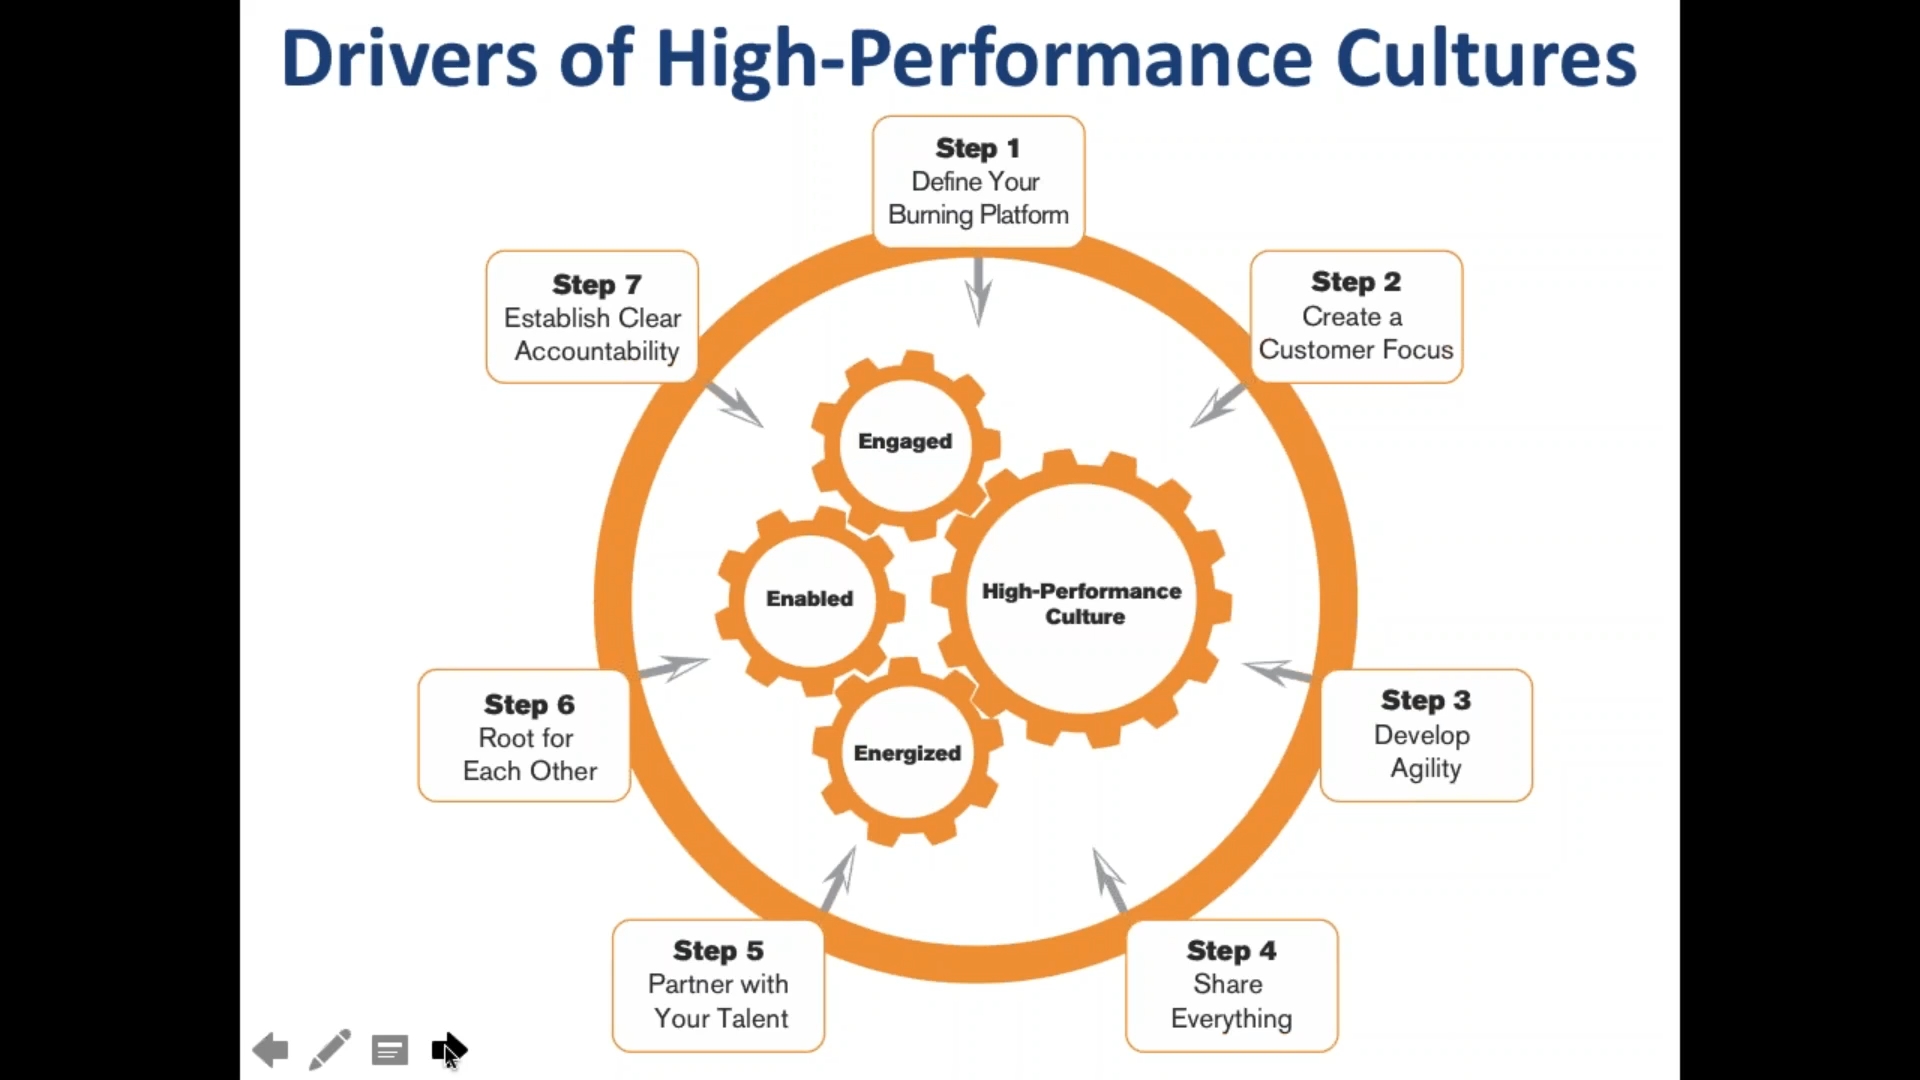 Drivers of High-Performance Cultures
Step 1
Define Your
Burning Platform
Step 2
Create a
Customer Focus
Step 3
Develop
Agility
Step 4
Share
Everything
Step 5
Partner with
Your Talent
Step 6
Root for
Each Other
Step 7
Establish Clear
Accountability
Engaged
Enabled
Energized
High-Performance
Culture